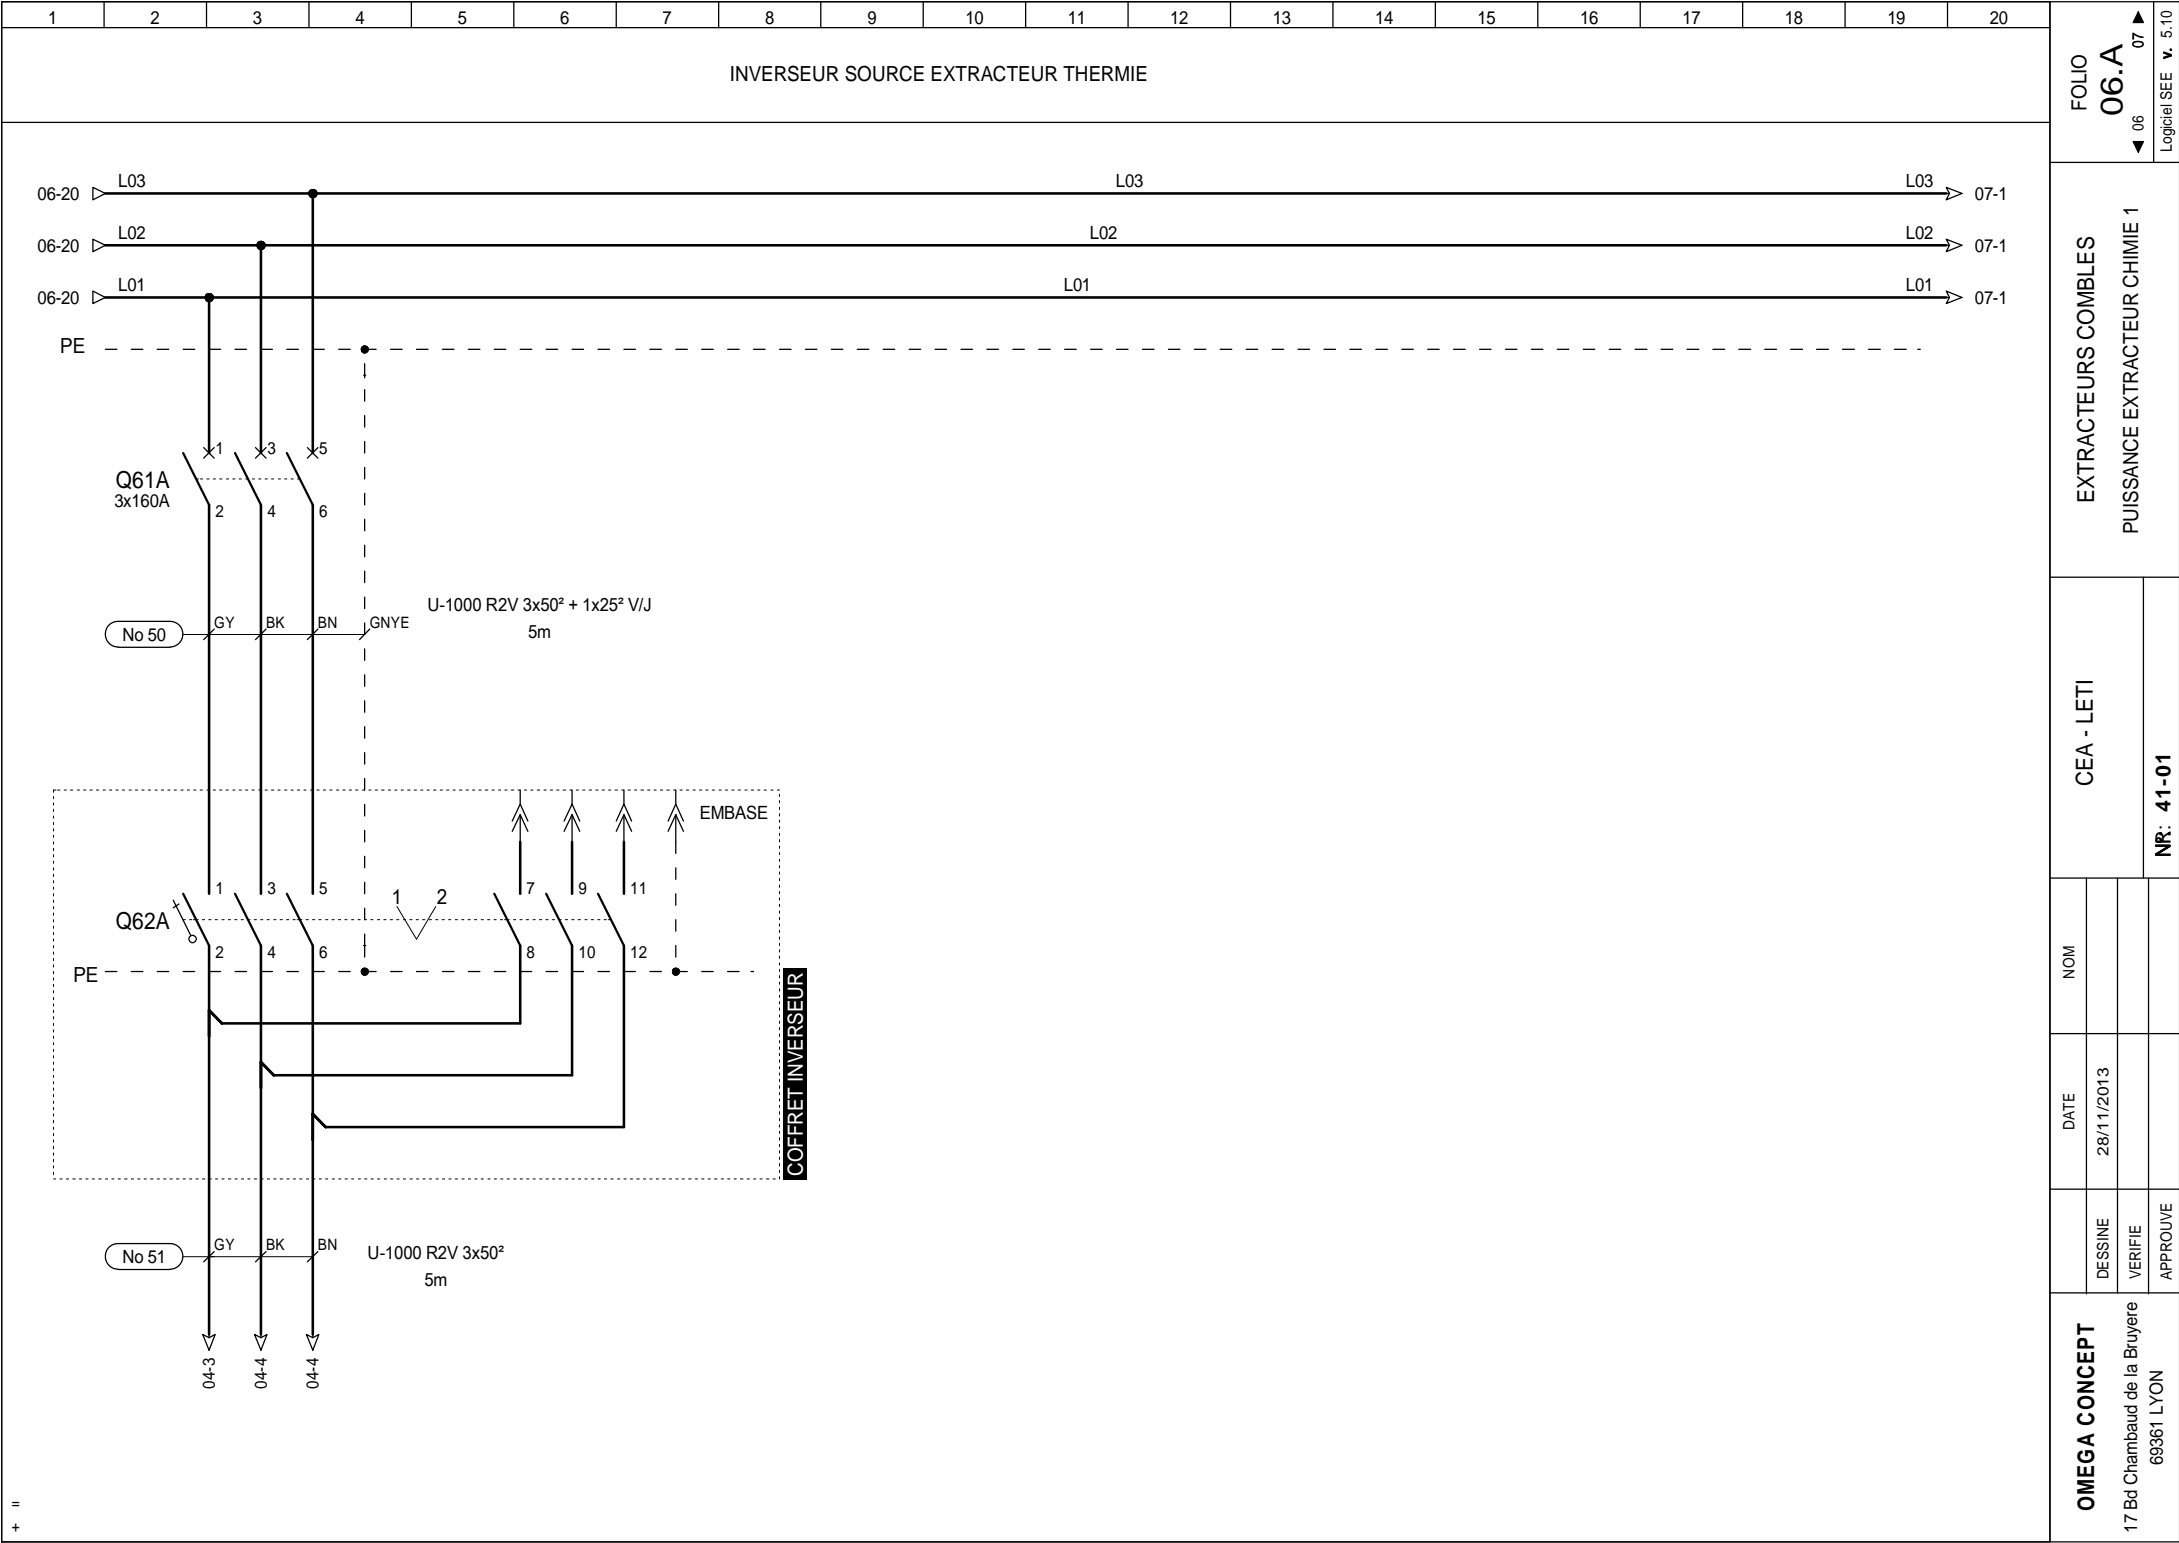 1 2 3 4 5 6 7 8 9 10 11 12 13 14 15 16 17 18 19 20
INVERSEUR SOURCE EXTRACTEUR THERMIE
06-20 L03 L03 L03 07-1
06-20 L02 L02 L02 07-1
06-20 L01 L01 L01 07-1
PE
1 3 5
Q61A
3x160A
2 4 6
U-1000 R2V 3x50² + 1x25² V/J
No 50 GY BK BN GNYE
5m
EMBASE
1 3 5 1 2 7 9 11
Q62A
2 4 6 8 10 12
PE
COFFRET INVERSEUR
No 51 GY BK BN
U-1000 R2V 3x50²
5m
04-3 04-4 04-4
=
+
FOLIO
06.A
06 07
Logiciel SEE v. 5.10
EXTRACTEURS COMBLES
PUISSANCE EXTRACTEUR CHIMIE 1
CEA - LETI
NR: 41-01
DATE NOM
DESSINE 28/11/2013
VERIFIE
APPROUVE
OMEGA CONCEPT
17 Bd Chambaud de la Bruyere
69361 LYON